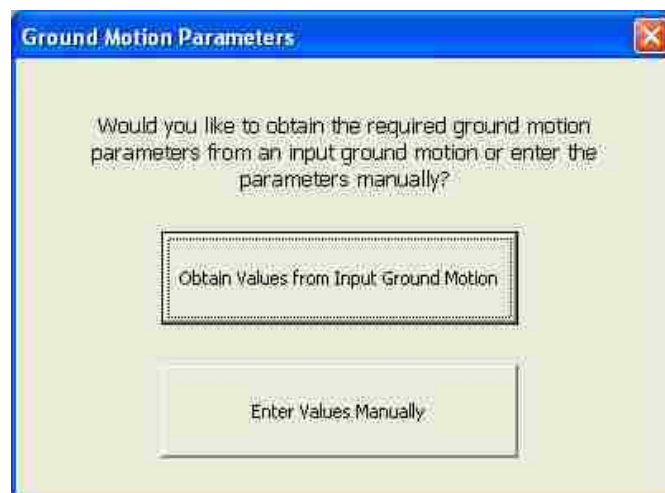 Ground Motion Parameters
Would you like to obtain the required ground motion
parameters from an input ground motion or enter the
parameters manually?
Obtain Values from Input Ground Motion
Enter Values Manually